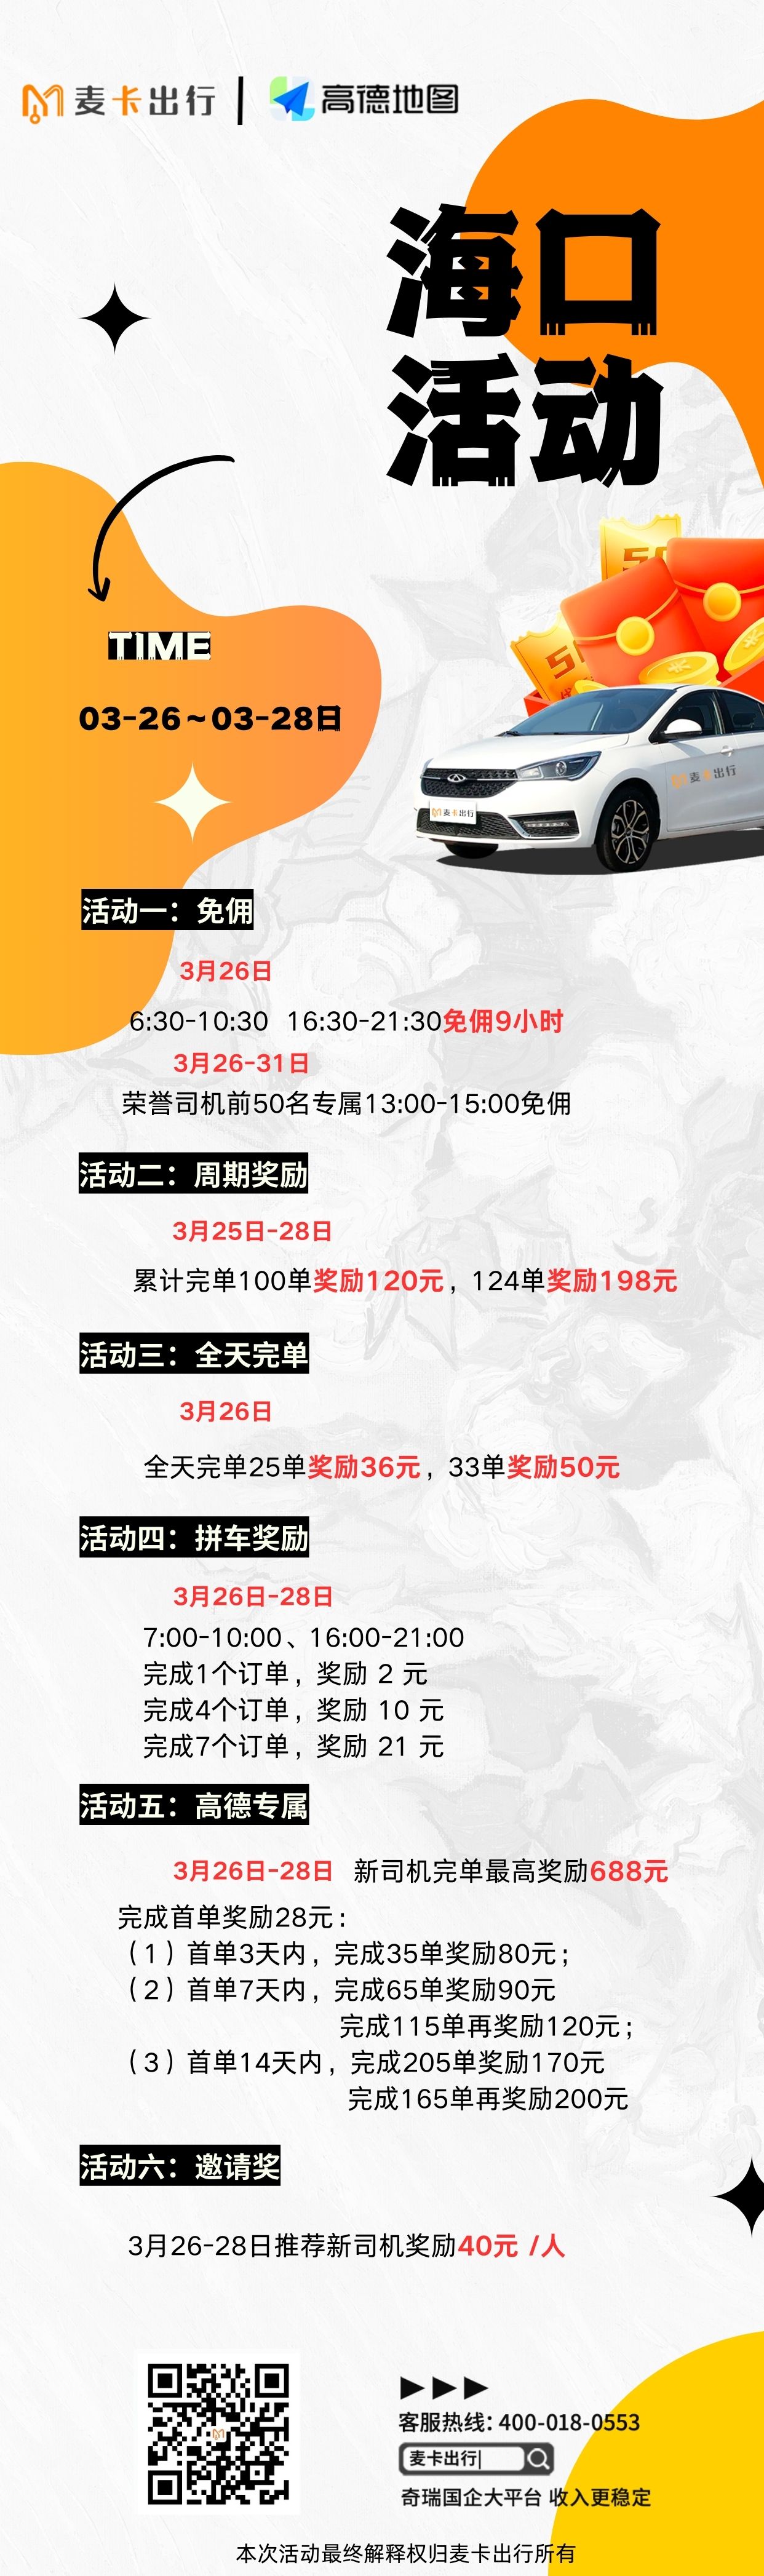 麦卡出行 | 高德地图
海口
活动
TIME
03-26~03-28日
麦卡出行
麦卡出行
活动一：免佣
3月26日
6:30-10:30 16:30-21:30免佣9小时
3月26-31日
荣誉司机前50名专属13:00-15:00免佣
活动二：周期奖励
3月25日-28日
累计完单100单奖励120元，124单奖励198元
活动三：全天完单
3月26日
全天完单25单奖励36元，33单奖励50元
活动四：拼车奖励
3月26日-28日
7:00-10:00、16:00-21:00
完成1个订单，奖励 2 元
完成4个订单，奖励 10 元
完成7个订单，奖励 21 元
活动五：高德专属
3月26日-28日 新司机完单最高奖励688元
完成首单奖励28元：
（1）首单3天内，完成35单奖励80元；
（2）首单7天内，完成65单奖励90元
完成115单再奖励120元；
（3）首单14天内，完成205单奖励170元
完成165单再奖励200元
活动六：邀请奖
3月26-28日推荐新司机奖励40元 /人
客服热线：400-018-0553
麦卡出行
奇瑞国企大平台 收入更稳定
本次活动最终解释权归麦卡出行所有